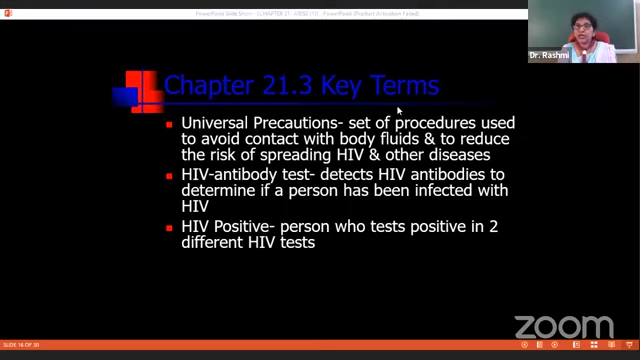 PowerPoint Slide Show - [CHAPTER 21- AIDS2 (1)] - PowerPoint (Product Activation Failed)
Dr. Rashmi
Chapter 21.3 Key Terms
Universal Precautions- set of procedures used
to avoid contact with body fluids & to reduce
the risk of spreading HIV & other diseases
HIV-antibody test- detects HIV antibodies to
determine if a person has been infected with
HIV
HIV Positive- person who tests positive in 2
different HIV tests
zoom
SLIDE 16 OF 30